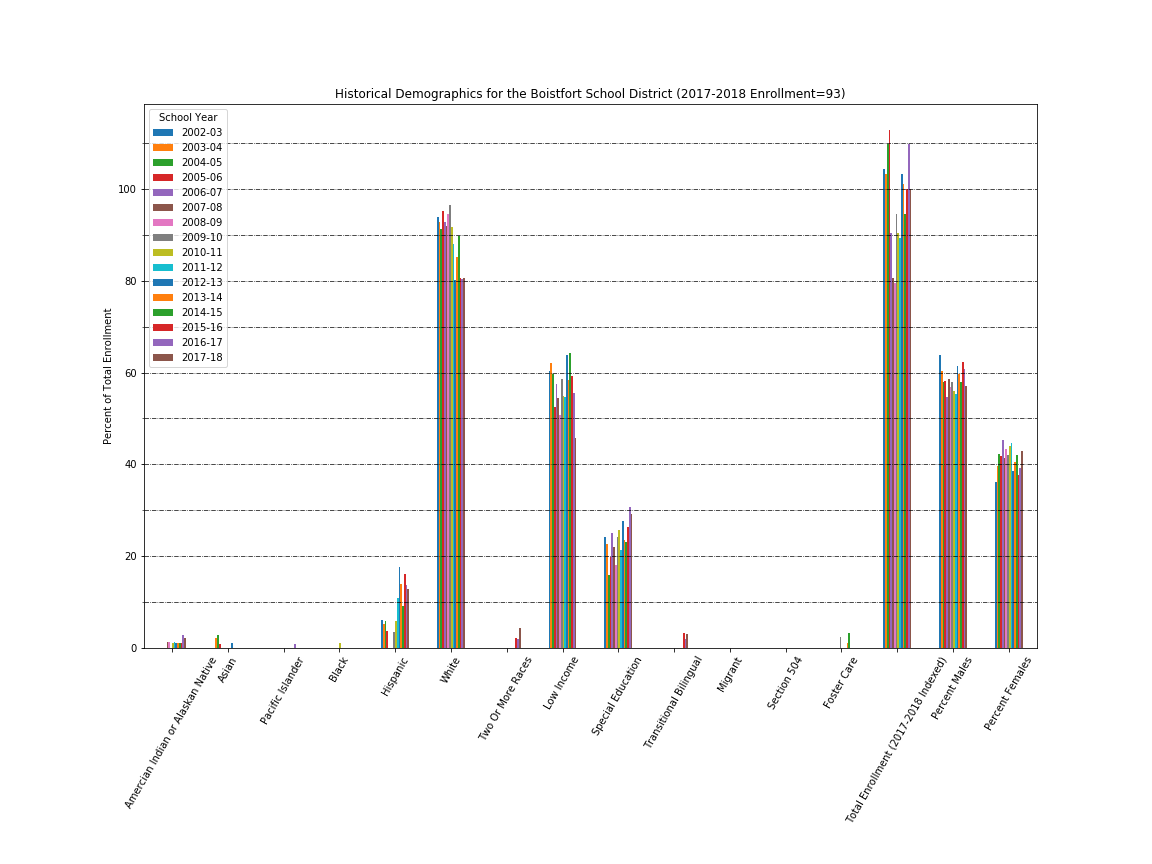 Historical Demographics for the Boistfort School District (2017-2018 Enrollment=93)
School Year
2002-03
2003-04
2004-05
2005-06
2006-07
2007-08
2008-09
2009-10
2010-11
2011-12
2012-13
2013-14
2014-15
2015-16
2016-17
2017-18
Percent of Total Enrollment
100
80
60
40
20
0
Amercian Indian or Alaskan Native
Asian
Pacific Islander
Black
Hispanic
White
Two Or More Races
Low Income
Special Education
Transitional Bilingual
Migrant
Section 504
Foster Care
Total Enrollment (2017-2018 Indexed)
Percent Males
Percent Females